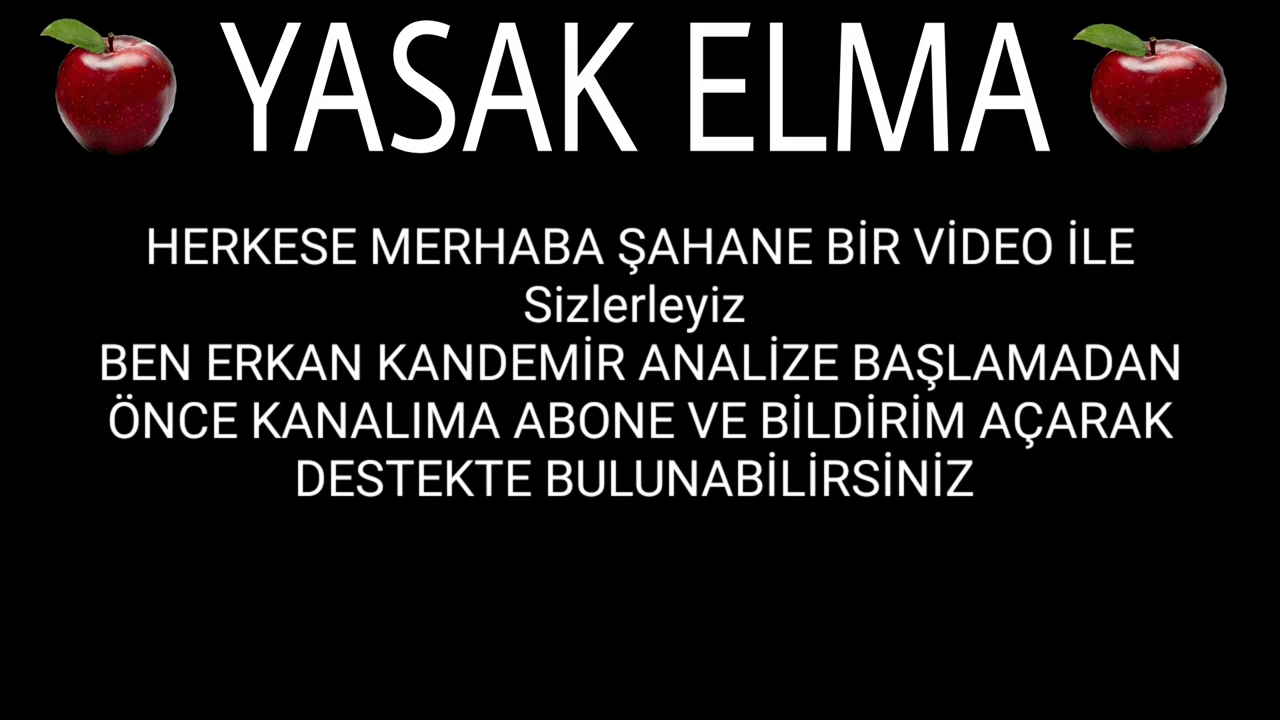 YASAK ELMA
HERKESE MERHABA ŞAHANE BİR VİDEO İLE
Sizlerleyiz
BEN ERKAN KANDEMİR ANALİZE BAŞLAMADAN
ÖNCE KANALIMA ABONE VE BİLDİRİM AÇARAK
DESTEKTE BULUNABİLİRSİNİZ